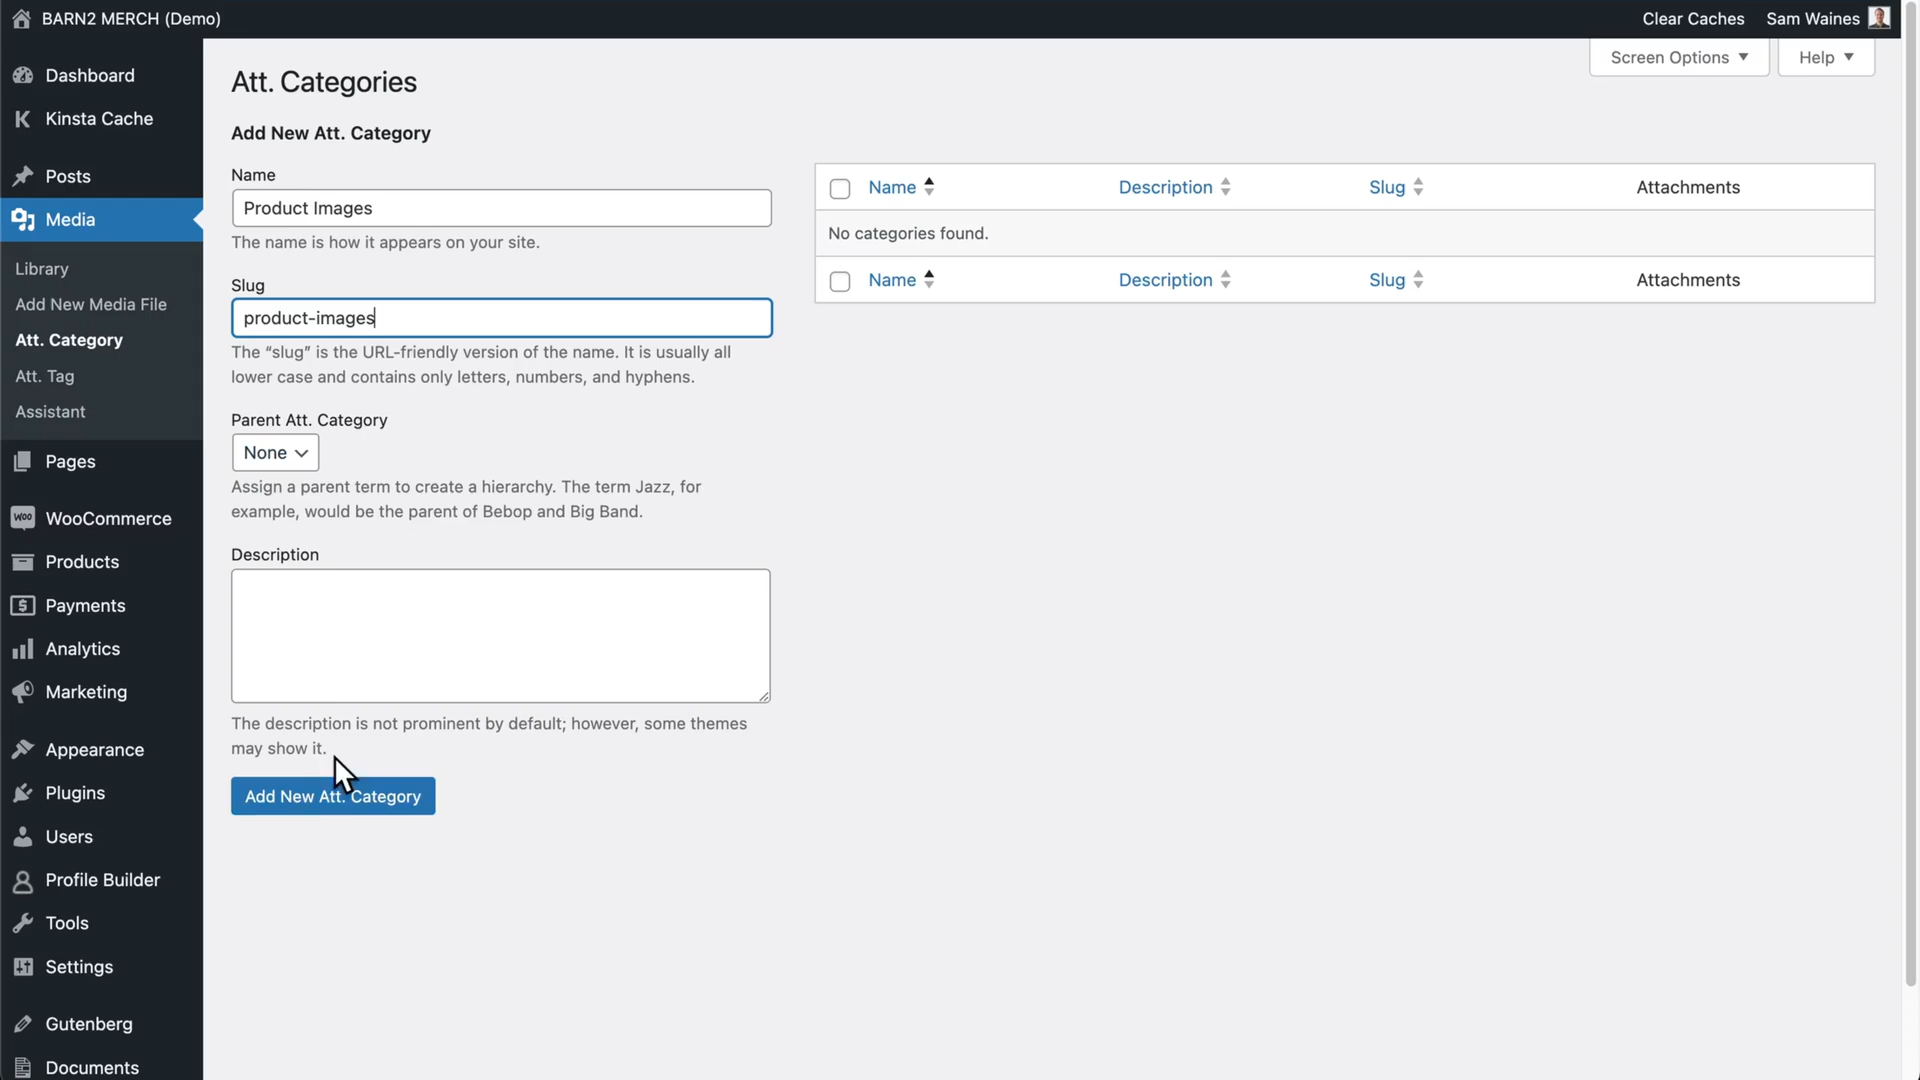 BARN2 MERCH (Demo)
Clear Caches
Sam Waines
Dashboard
Kinsta Cache
Posts
Media
Library
Add New Media File
Att. Category
Att. Tag
Assistant
Pages
WooCommerce
Products
Payments
Analytics
Marketing
Appearance
Plugins
Users
Profile Builder
Tools
Settings
Gutenberg
Documents
Screen Options
Help
Att. Categories
Add New Att. Category
Name
Product Images
The name is how it appears on your site.
Slug
product-images
The “slug” is the URL-friendly version of the name. It is usually all
lower case and contains only letters, numbers, and hyphens.
Parent Att. Category
None
Assign a parent term to create a hierarchy. The term Jazz, for
example, would be the parent of Bebop and Big Band.
Description
The description is not prominent by default; however, some themes
may show it.
Add New Att. Category
Name Description Slug Attachments
No categories found.
Name Description Slug Attachments